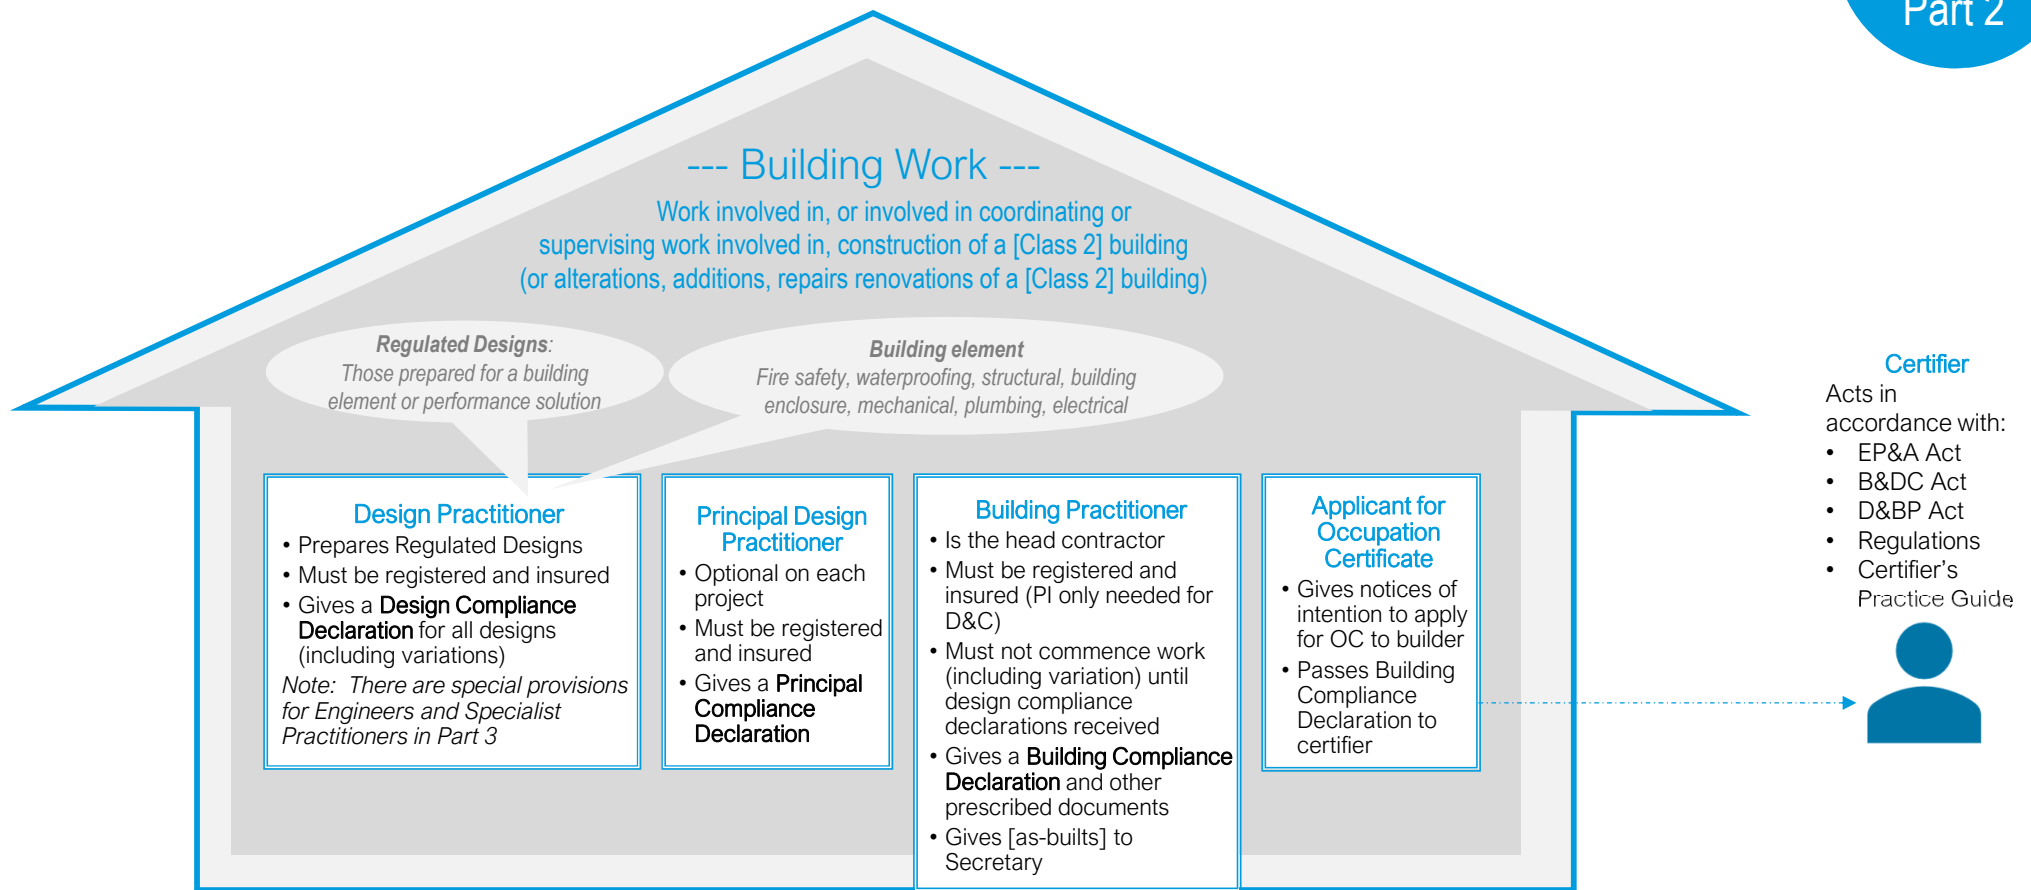 Part 2
--- Building Work ---
Work involved in, or involved in coordinating or
supervising work involved in, construction of a [Class 2] building
(or alterations, additions, repairs renovations of a [Class 2] building)
Regulated Designs:
Those prepared for a building
element or performance solution
Building element
Fire safety, waterproofing, structural, building
enclosure, mechanical, plumbing, electrical
Design Practitioner
• Prepares Regulated Designs
• Must be registered and insured
• Gives a Design Compliance
Declaration for all designs
(including variations)
Note: There are special provisions
for Engineers and Specialist
Practitioners in Part 3
Principal Design
Practitioner
• Optional on each
project
• Must be registered
and insured
• Gives a Principal
Compliance
Declaration
Building Practitioner
• Is the head contractor
• Must be registered and
insured (PI only needed for
D&C)
• Must not commence work
(including variation) until
design compliance
declarations received
• Gives a Building Compliance
Declaration and other
prescribed documents
• Gives [as-builts] to
Secretary
Applicant for
Occupation
Certificate
• Gives notices of
intention to apply
for OC to builder
• Passes Building
Compliance
Declaration to
certifier
Certifier
Acts in
accordance with:
• EP&A Act
• B&DC Act
• D&BP Act
• Regulations
• Certifier's
Practice Guide